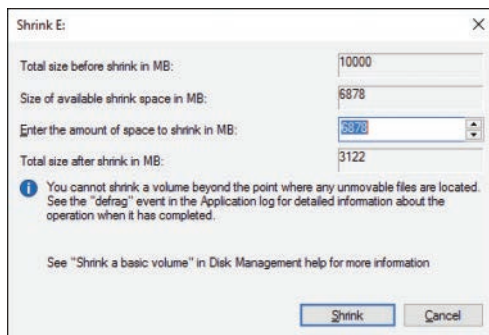 Shrink E:
Total size before shrink in MB: 10000
Size of available shrink space in MB: 6878
Enter the amount of space to shrink in MB: 6878
Total size after shrink in MB: 3122
You cannot shrink a volume beyond the point where any unmovable files are located.
See the "defrag" event in the Application log for detailed information about the
operation when it has completed.
See "Shrink a basic volume" in Disk Management help for more information
Shrink Cancel